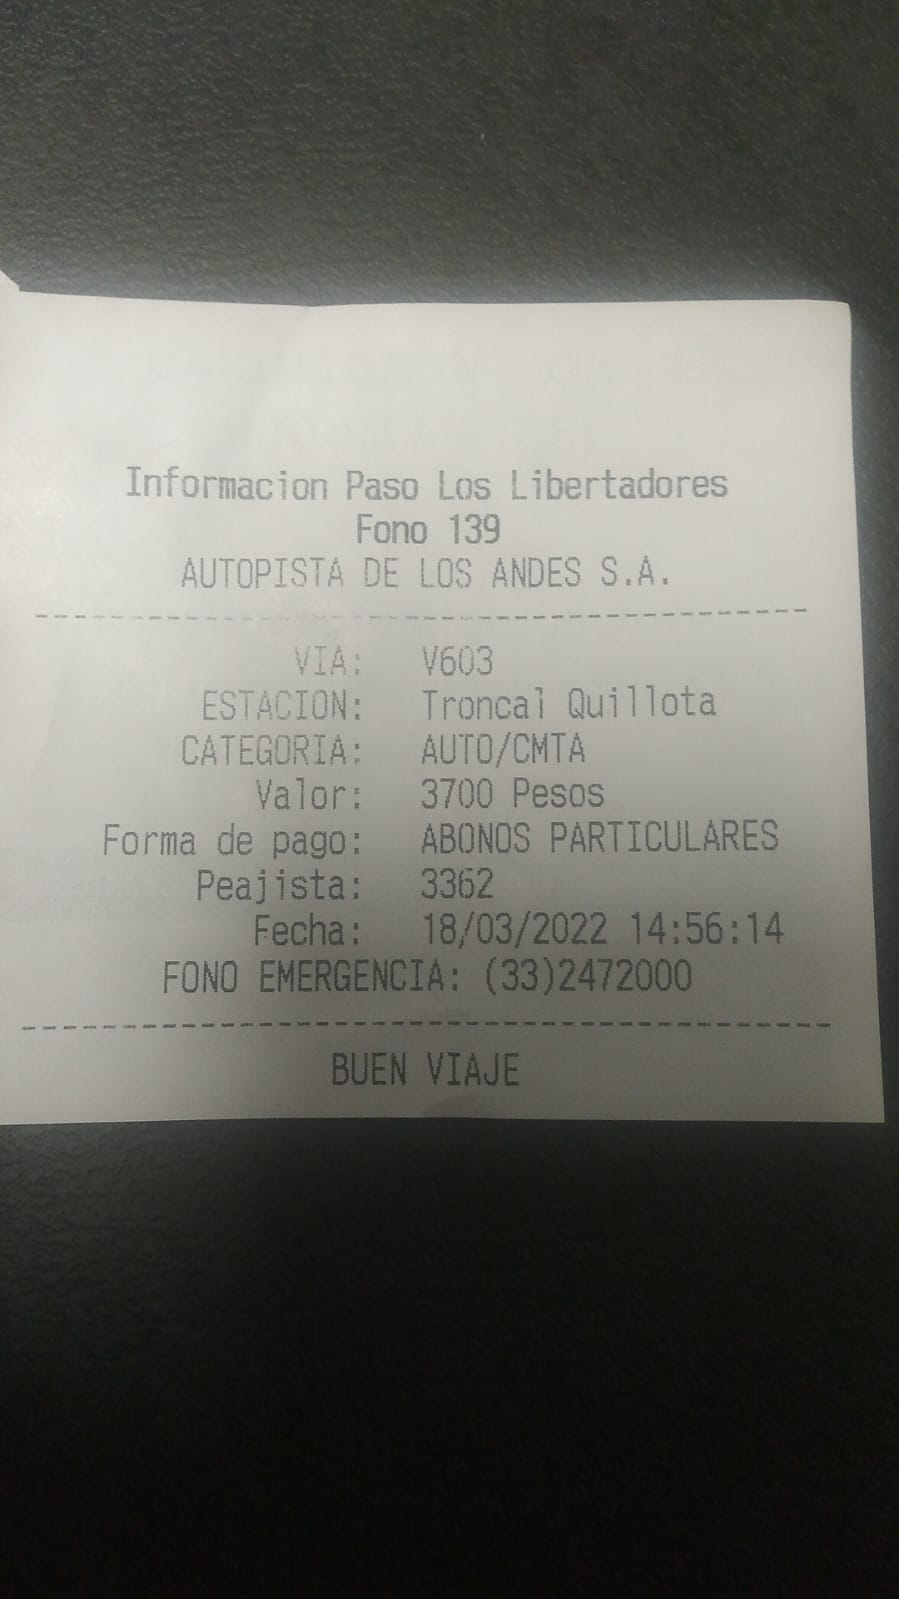 Informacion Paso Los Libertadores
Fono 139
AUTOPISTA DE LOS ANDES S.A.
VIA: V603
ESTACION: Troncal Quillota
CATEGORIA: AUTO/CMTA
Valor: 3700 Pesos
Forma de pago: ABONOS PARTICULARES
Peajista: 3362
Fecha: 18/03/2022 14:56:14
FONO EMERGENCIA: (33)2472000
BUEN VIAJE